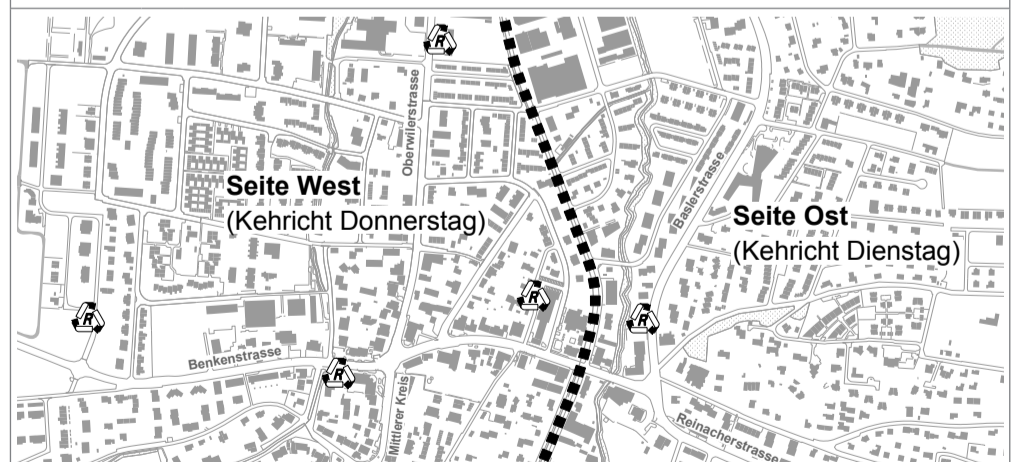 R
Oberwilerstrasse
Seite West
(Kehricht Donnerstag)
Baslerstrasse
Seite Ost
(Kehricht Dienstag)
R
R
R
Benkenstrasse
R
Mittlerer Kreis
Reinacherstrasse